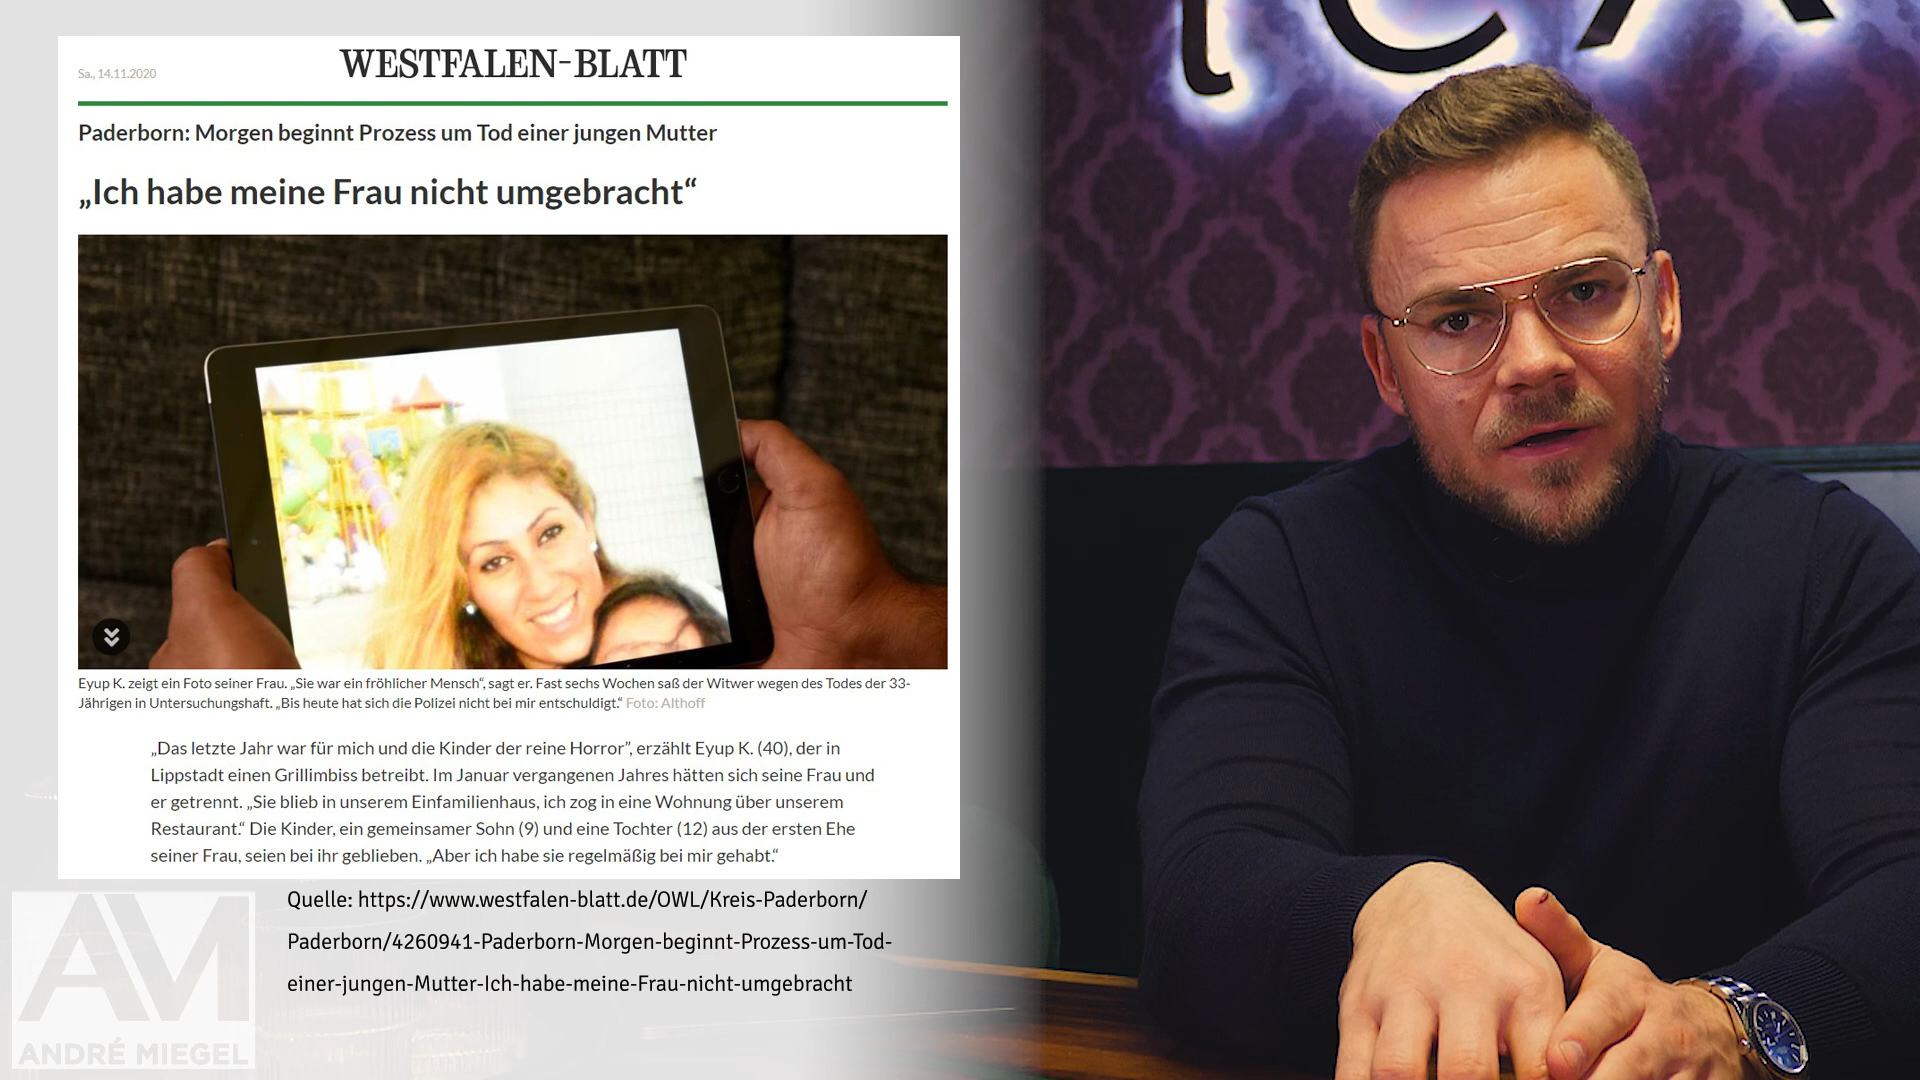 Sa., 14.11.2020
WESTFALEN-BLATT
Paderborn: Morgen beginnt Prozess um Tod einer jungen Mutter
„Ich habe meine Frau nicht umgebracht“
Eyup K. zeigt ein Foto seiner Frau. „Sie war ein fröhlicher Mensch“, sagt er. Fast sechs Wochen saß der Witwer wegen des Todes der 33-
Jährigen in Untersuchungshaft. „Bis heute hat sich die Polizei nicht bei mir entschuldigt.“ Foto: Althoff
„Das letzte Jahr war für mich und die Kinder der reine Horror”, erzählt Eyup K. (40), der in
Lippstadt einen Grillimbiss betreibt. Im Januar vergangenen Jahres hätten sich seine Frau und
er getrennt. „Sie blieb in unserem Einfamilienhaus, ich zog in eine Wohnung über unserem
Restaurant.“ Die Kinder, ein gemeinsamer Sohn (9) und eine Tochter (12) aus der ersten Ehe
seiner Frau, seien bei ihr geblieben. „Aber ich habe sie regelmäßig bei mir gehabt.“
Quelle: https://www.westfalen-blatt.de/OWL/Kreis-Paderborn/
Paderborn/4260941-Paderborn-Morgen-beginnt-Prozess-um-Tod-
einer-jungen-Mutter-Ich-habe-meine-Frau-nicht-umgebracht
AM
ANDRÉ MIEGEL